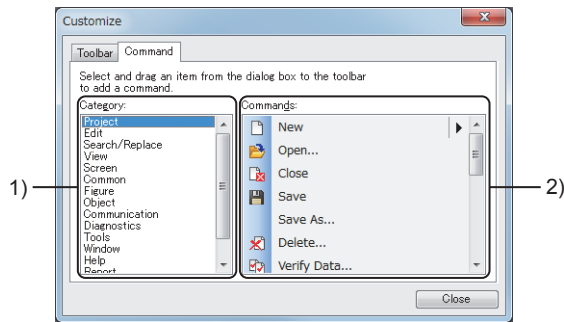 Customize
Toolbar Command
Select and drag an item from the dialog box to the toolbar
to add a command.
Category:
Project
Edit
Search/Replace
View
Screen
Common
Figure
Object
Communication
Diagnostics
Tools
Window
Help
Report
Commands:
New
Open...
Close
Save
Save As...
Delete...
Verify Data...
1)
2)
Close